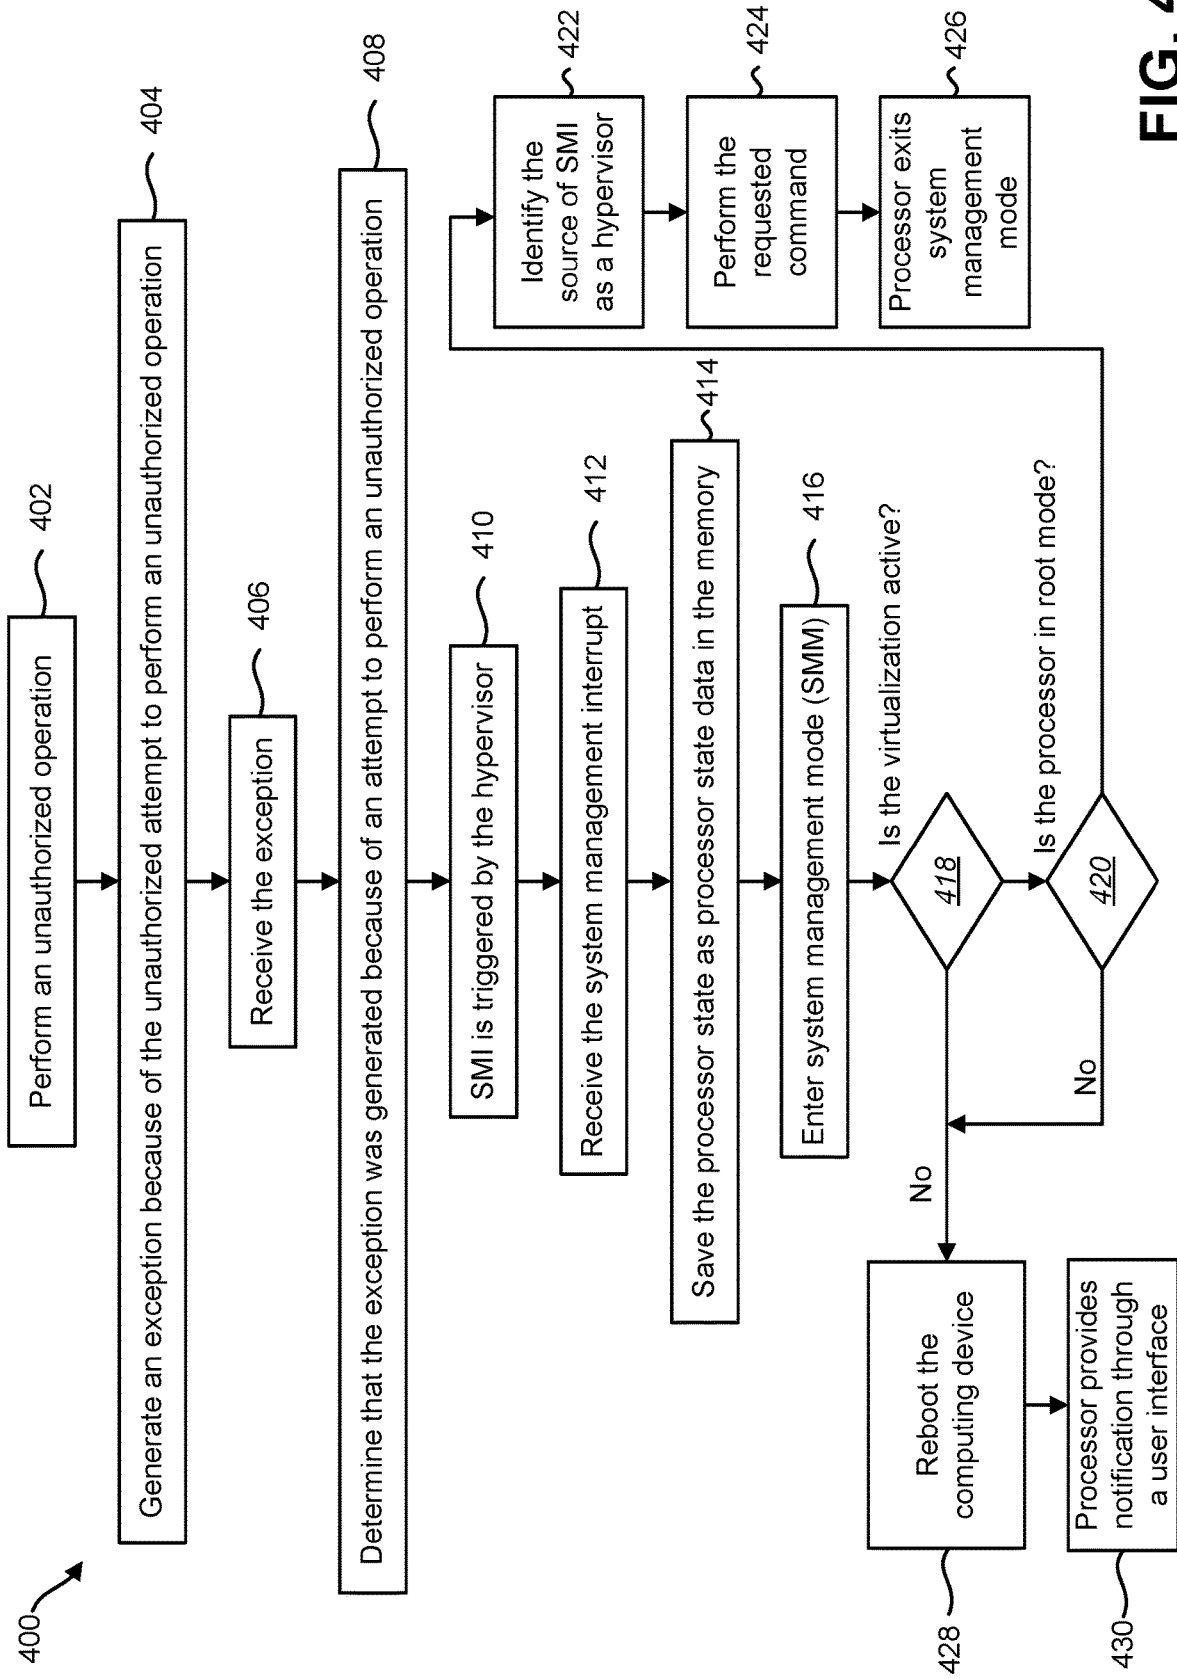 400
Perform an unauthorized operation
402
Generate an exception because of the unauthorized attempt to perform an unauthorized operation
404
Receive the exception
406
Determine that the exception was generated because of an attempt to perform an unauthorized operation
408
SMI is triggered by the hypervisor
410
Receive the system management interrupt
412
Save the processor state as processor state data in the memory
414
Enter system management mode (SMM)
416
Is the virtualization active?
418
No
Is the processor in root mode?
420
No
Identify the
source of SMI
as a hypervisor
422
Perform the
requested
command
424
Processor exits
system
management
mode
426
Reboot the
computing device
428
Processor provides
notification through
a user interface
430
FIG. 4